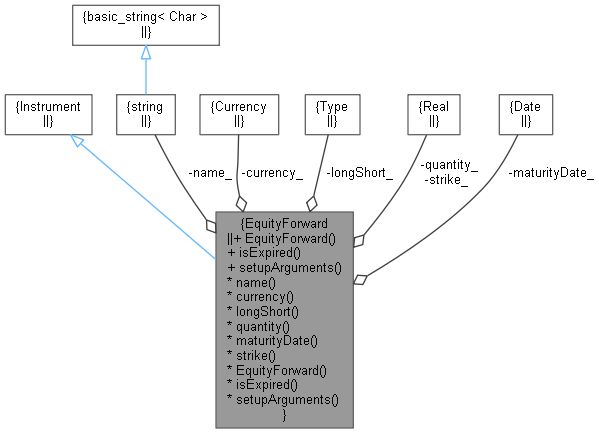 {basic_string< Char >
||}
{Instrument
||}
{string
||}
{Currency
||}
{Type
||}
{Real
||}
{Date
||}
-name_
-currency_
-longShort_
-quantity_
-strike_
-maturityDate_
{EquityForward
||+ EquityForward()
+ isExpired()
+ setupArguments()
* name()
* currency()
* longShort()
* quantity()
* maturityDate()
* strike()
* EquityForward()
* isExpired()
* setupArguments()
}